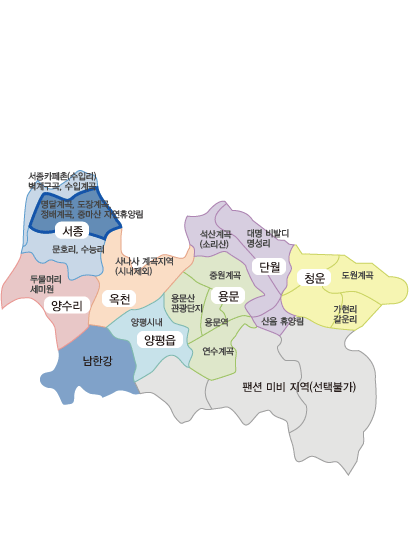 서종카페촌(수입리)
벽계구곡, 수입계곡
명달계곡, 도장계곡
정배계곡, 중미산 자연휴양림
서종
문호리, 수능리
석산계곡
(소리산)
대명 비발디
명성리
사나사 계곡지역
(시내제외)
단월
중원계곡
청운
도원계곡
두물머리
세미원
양수리
옥천
용문산
관광단지
용문
가현리
갈운리
양평시내
용문역
산음 휴양림
양평읍
연수계곡
남한강
팬션 미비 지역(선택불가)